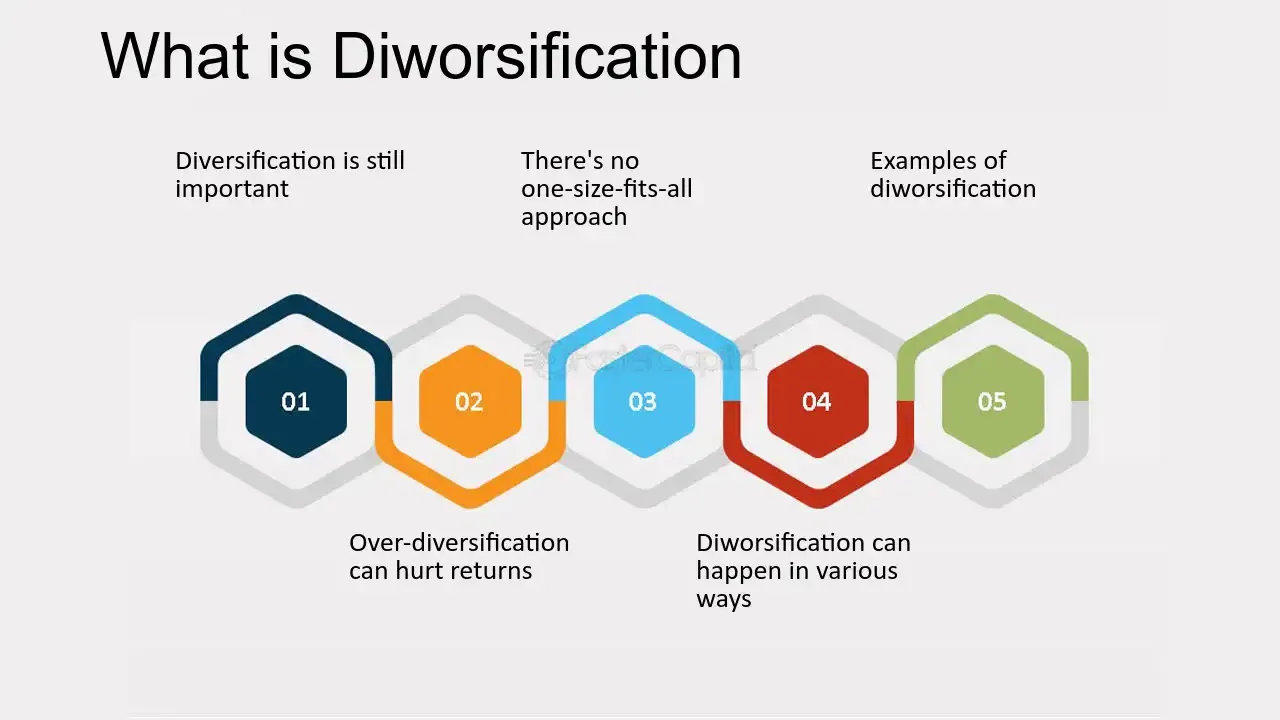 What is Diworsification
Diversification is still
important
There's no
one-size-fits-all
approach
Examples of
diworsification
01
02
03
04
05
Over-diversification
can hurt returns
Diworsification can
happen in various
ways